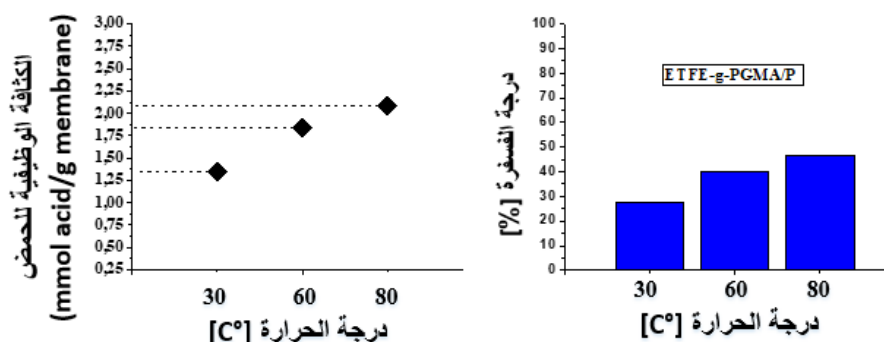 الكثافة الوظيفية للحمض
(mmol acid/g membrane)
3,00
2,75
2,50
2,25
2,00
1,75
1,50
1,25
1,00
0,75
0,50
0,25
30 60 80
درجة الحرارة [C°]
درجة الفسفرة [%]
100
90
80
70
60
50
40
30
20
10
0
ETFE-g-PGMA/P
30 60 80
درجة الحرارة [C°]